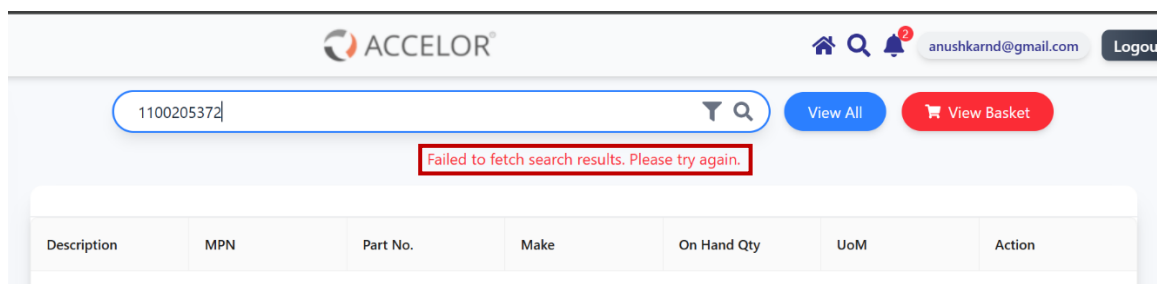 ACCELOR®
2
anushkarnd@gmail.com
Logou
1100205372
View All
View Basket
Failed to fetch search results. Please try again.
Description MPN Part No. Make On Hand Qty UoM Action